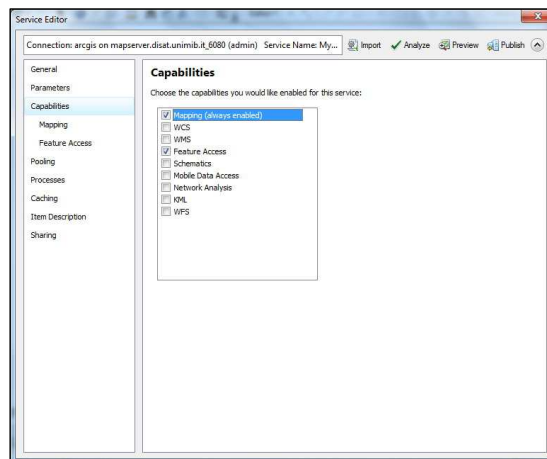 Service Editor
Connection: arcgis on mapserver.disat.unimib.it_6080 (admin) Service Name: My... Import Analyze Preview Publish
General
Parameters
Capabilities
Mapping
Feature Access
Pooling
Processes
Caching
Item Description
Sharing
Capabilities
Choose the capabilities you would like enabled for this service:
Mapping (always enabled)
WCS
WMS
Feature Access
Schematics
Mobile Data Access
Network Analysis
KML
WFS